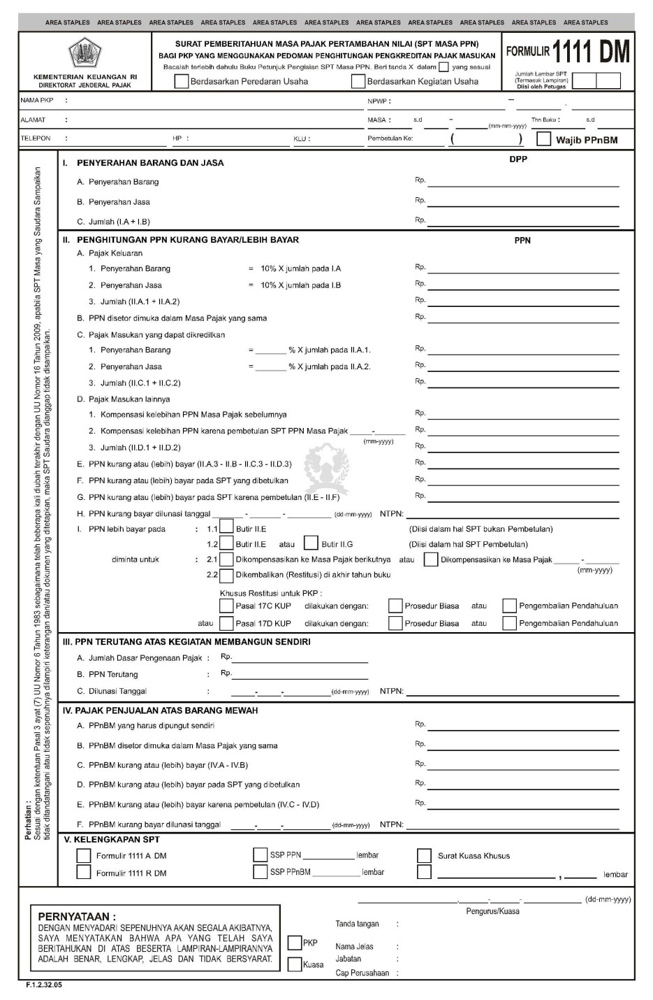 AREA STAPLES AREA STAPLES AREA STAPLES AREA STAPLES AREA STAPLES AREA STAPLES AREA STAPLES AREA STAPLES AREA STAPLES AREA STAPLES AREA STAPLES
KEMENTERIAN KEUANGAN RI
DIREKTORAT JENDERAL PAJAK
SURAT PEMBERITAHUAN MASA PAJAK PERTAMBAHAN NILAI (SPT MASA PPN)
BAGI PKP YANG MENGGUNAKAN PEDOMAN PENGHITUNGAN PENGKREDITAN PAJAK MASUKAN
Bacalah terlebih dahulu Buku Petunjuk Pengisian SPT Masa PPN. Beri tanda X dalam yang sesuai
Berdasarkan Peredaran Usaha Berdasarkan Kegiatan Usaha
FORMULIR 1111 DM
Jumlah Lembar SPT:
(Termasuk Lampiran)
Diisi oleh Petugas
NAMA PKP : NPWP : – .
ALAMAT : MASA : s.d – (mm-mm-yyyy) Thn Buku : s.d
TELEPON : HP : KLU : Pembetulan Ke: ( ) Wajib PPnBM
Perhatian :
Sesuai dengan ketentuan Pasal 3 ayat (7) UU Nomor 6 Tahun 1983 sebagaimana telah beberapa kali diubah terakhir dengan UU Nomor 16 Tahun 2009, apabila SPT Masa yang Saudara Sampaikan
tidak ditandatangani atau tidak sepenuhnya dilampiri keterangan dan/atau dokumen yang ditetapkan, maka SPT Saudara dianggap tidak disampaikan.
I. PENYERAHAN BARANG DAN JASA DPP
A. Penyerahan Barang Rp.
B. Penyerahan Jasa Rp.
C. Jumlah (I.A + I.B) Rp.
II. PENGHITUNGAN PPN KURANG BAYAR/LEBIH BAYAR PPN
A. Pajak Keluaran
1. Penyerahan Barang = 10% X jumlah pada I.A Rp.
2. Penyerahan Jasa = 10% X jumlah pada I.B Rp.
3. Jumlah (II.A.1 + II.A.2) Rp.
B. PPN disetor dimuka dalam Masa Pajak yang sama Rp.
C. Pajak Masukan yang dapat dikreditkan
1. Penyerahan Barang = _______ % X jumlah pada II.A.1. Rp.
2. Penyerahan Jasa = _______ % X jumlah pada II.A.2. Rp.
3. Jumlah (II.C.1 + II.C.2) Rp.
D. Pajak Masukan lainnya
1. Kompensasi kelebihan PPN Masa Pajak sebelumnya Rp.
2. Kompensasi kelebihan PPN karena pembetulan SPT PPN Masa Pajak _____-_______ Rp.
(mm-yyyy)
3. Jumlah (II.D.1 + II.D.2) Rp.
E. PPN kurang atau (lebih) bayar (II.A.3 - II.B - II.C.3 - II.D.3) Rp.
F. PPN kurang atau (lebih) bayar pada SPT yang dibetulkan Rp.
G. PPN kurang atau (lebih) bayar pada SPT karena pembetulan (II.E - II.F) Rp.
H. PPN kurang bayar dilunasi tanggal _______ - _______ - __________ (dd-mm-yyyy) NTPN:
I. PPN lebih bayar pada : 1.1 Butir II.E (Diisi dalam hal SPT bukan Pembetulan)
1.2 Butir II.E atau Butir II.G (Diisi dalam hal SPT Pembetulan)
diminta untuk : 2.1 Dikompensasikan ke Masa Pajak berikutnya atau Dikompensasikan ke Masa Pajak ______ - ________
(mm-yyyy)
2.2 Dikembalikan (Restitusi) di akhir tahun buku
Khusus Restitusi untuk PKP :
Pasal 17C KUP dilakukan dengan: Prosedur Biasa atau Pengembalian Pendahuluan
atau Pasal 17D KUP dilakukan dengan: Prosedur Biasa atau Pengembalian Pendahuluan
III. PPN TERUTANG ATAS KEGIATAN MEMBANGUN SENDIRI
A. Jumlah Dasar Pengenaan Pajak : Rp.
B. PPN Terutang : Rp.
C. Dilunasi Tanggal : _____-_____-__________ (dd-mm-yyyy) NTPN:
IV. PAJAK PENJUALAN ATAS BARANG MEWAH
A. PPnBM yang harus dipungut sendiri Rp.
B. PPnBM disetor dimuka dalam Masa Pajak yang sama Rp.
C. PPnBM kurang atau (lebih) bayar (IV.A - IV.B) Rp.
D. PPnBM kurang atau (lebih) bayar pada SPT yang dibetulkan Rp.
E. PPnBM kurang atau (lebih) bayar karena pembetulan (IV.C - IV.D) Rp.
F. PPnBM kurang bayar dilunasi tanggal _____-_____-__________ (dd-mm-yyyy) NTPN:
V. KELENGKAPAN SPT
Formulir 1111 A DM SSP PPN ___________ lembar Surat Kuasa Khusus
Formulir 1111 R DM SSP PPnBM __________ lembar __________ , ______ lembar
____________,_____-_____-__________ (dd-mm-yyyy)
Pengurus/Kuasa
PERNYATAAN :
DENGAN MENYADARI SEPENUHNYA AKAN SEGALA AKIBATNYA,
SAYA MENYATAKAN BAHWA APA YANG TELAH SAYA
BERITAHUKAN DI ATAS BESERTA LAMPIRAN-LAMPIRANNYA
ADALAH BENAR, LENGKAP, JELAS DAN TIDAK BERSYARAT.
PKP
Kuasa
Tanda tangan :
Nama Jelas :
Jabatan :
Cap Perusahaan :
F.1.2.32.05